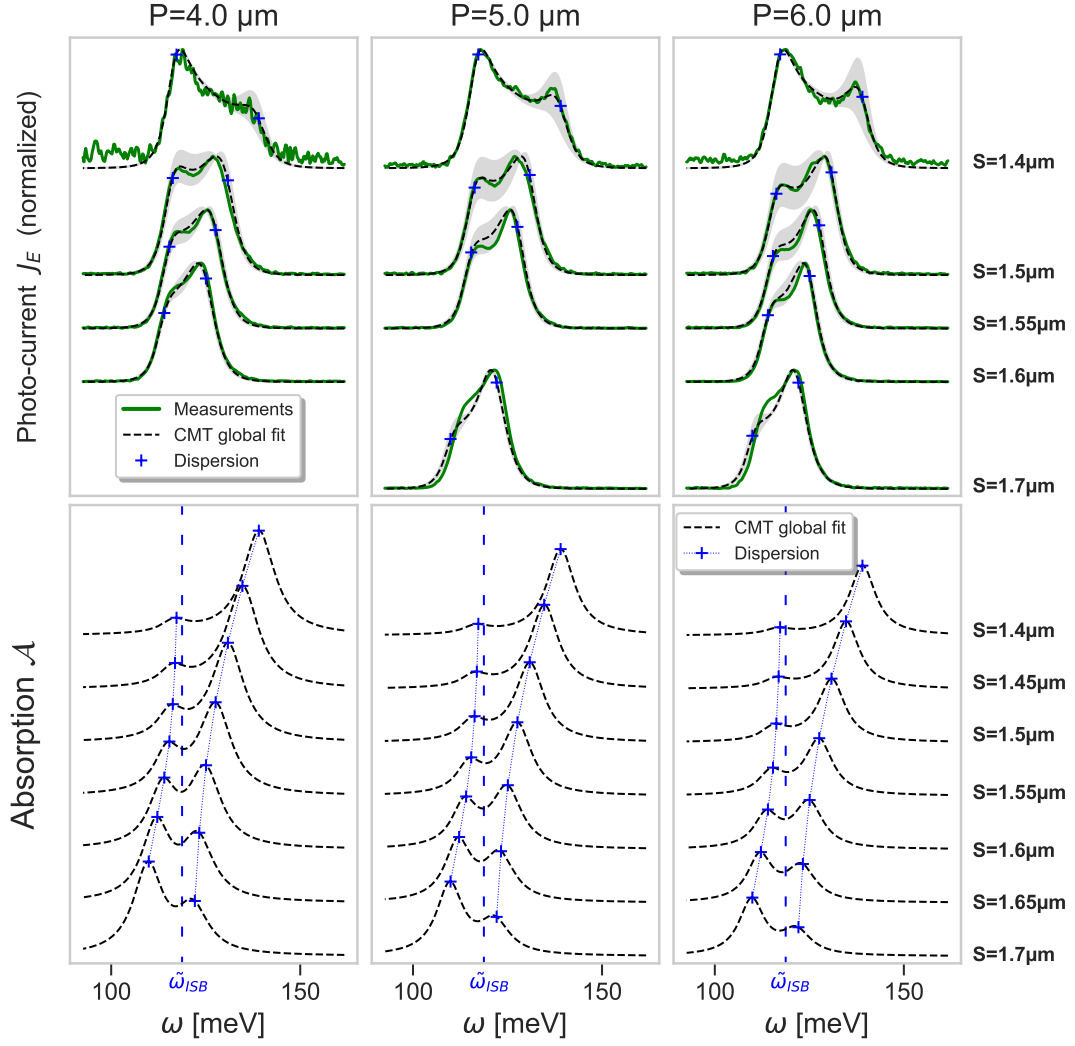 P=4.0 µm
P=5.0 µm
P=6.0 µm
Photo-current J_E (normalized)
S=1.4µm
S=1.5µm
S=1.55µm
S=1.6µm
S=1.7µm
Measurements
CMT global fit
Dispersion
Absorption 𝒜
CMT global fit
Dispersion
S=1.4µm
S=1.45µm
S=1.5µm
S=1.55µm
S=1.6µm
S=1.65µm
S=1.7µm
100 ω̃_ISB 150
100 ω̃_ISB 150
100 ω̃_ISB 150
ω [meV]
ω [meV]
ω [meV]